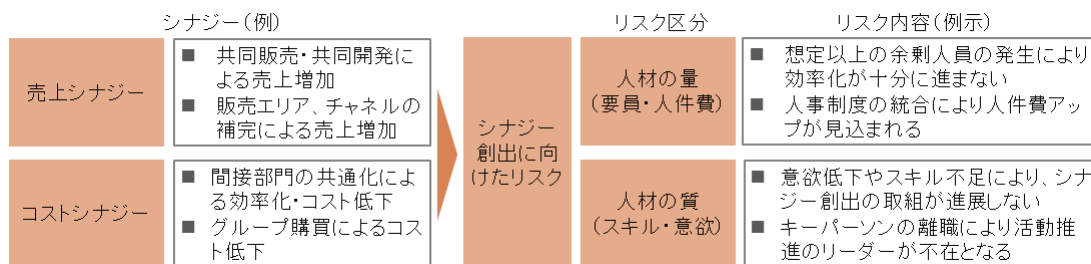 シナジー(例)
売上シナジー
■ 共同販売・共同開発に
よる売上増加
■ 販売エリア、チャネルの
補完による売上増加
コストシナジー
■ 間接部門の共通化によ
る効率化・コスト低下
■ グループ購買によるコス
ト低下
シナジー
創出に向
けたリスク
リスク区分
リスク内容(例示)
人材の量
(要員・人件費)
■ 想定以上の余剰人員の発生により
効率化が十分に進まない
■ 人事制度の統合により人件費アッ
プが見込まれる
人材の質
(スキル・意欲)
■ 意欲低下やスキル不足により、シナ
ジー創出の取組が進展しない
■ キーパーソンの離職により活動推
進のリーダーが不在となる